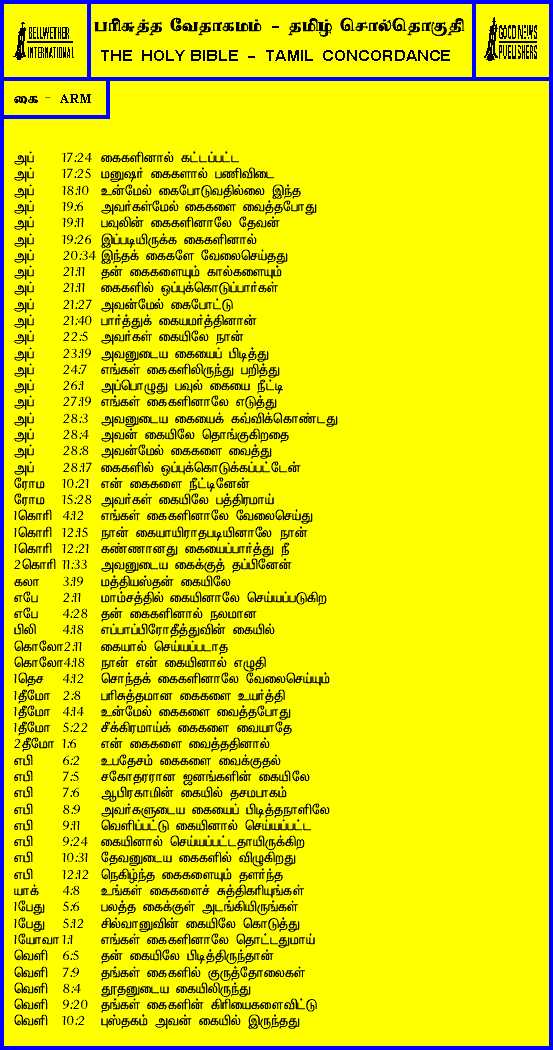 BELLWETHER
INTERNATIONAL
பரிசுத்த வேதாகமம் - தமிழ் சொல்தொகுதி
THE HOLY BIBLE - TAMIL CONCORDANCE
GOOD NEWS
PUBLISHERS
கை - ARM
அப் 17:24 கைகளினால் கட்டப்பட்ட
அப் 17:25 மனுஷர் கைகளால் பணிவிடை
அப் 18:10 உன்மேல் கைபோடுவதில்லை இந்த
அப் 19:6 அவர்கள்மேல் கைகளை வைத்தபோது
அப் 19:11 பவுலின் கைகளினாலே தேவன்
அப் 19:26 இப்படியிருக்க கைகளினால்
அப் 20:34 இந்தக் கைகளே வேலைசெய்தது
அப் 21:11 தன் கைகளையும் கால்களையும்
அப் 21:11 கைகளில் ஒப்புக்கொடுப்பார்கள்
அப் 21:27 அவன்மேல் கைபோட்டு
அப் 21:40 பார்த்துக் கையமர்த்தினான்
அப் 22:5 அவர்கள் கையிலே நான்
அப் 23:19 அவனுடைய கையைப் பிடித்து
அப் 24:7 எங்கள் கைகளிலிருந்து பறித்து
அப் 26:1 அப்பொழுது பவுல் கையை நீட்டி
அப் 27:19 எங்கள் கைகளினாலே எடுத்து
அப் 28:3 அவனுடைய கையைக் கவ்விக்கொண்டது
அப் 28:4 அவன் கையிலே தொங்குகிறதை
அப் 28:8 அவன்மேல் கைகளை வைத்து
அப் 28:17 கைகளில் ஒப்புக்கொடுக்கப்பட்டேன்
ரோம 10:21 என் கைகளை நீட்டினேன்
ரோம 15:28 அவர்கள் கையிலே பத்திரமாய்
1கொரி 4:12 எங்கள் கைகளினாலே வேலைசெய்து
1கொரி 12:15 நான் கையாயிராதபடியினாலே நான்
1கொரி 12:21 கண்ணானது கையைப்பார்த்து நீ
2கொரி 11:33 அவனுடைய கைக்குத் தப்பினேன்
கலா 3:19 மத்தியஸ்தன் கையிலே
எபே 2:11 மாம்சத்தில் கையினாலே செய்யப்படுகிற
எபே 4:28 தன் கைகளினால் நலமான
பிலி 4:18 எப்பாப்பிரோதீத்துவின் கையில்
கொலோ 2:11 கையால் செய்யப்படாத
கொலோ 4:18 நான் என் கையினால் எழுதி
1தெச 4:12 சொந்தக் கைகளினாலே வேலைசெய்யும்
1தீமோ 2:8 பரிசுத்தமான கைகளை உயர்த்தி
1தீமோ 4:14 உன்மேல் கைகளை வைத்தபோது
1தீமோ 5:22 சீக்கிரமாய்க் கைகளை வையாதே
2தீமோ 1:6 என் கைகளை வைத்ததினால்
எபி 6:2 உபதேசம் கைகளை வைக்குதல்
எபி 7:5 சகோதரரான ஜனங்களின் கையிலே
எபி 7:6 ஆபிரகாமின் கையில் தசமபாகம்
எபி 8:9 அவர்களுடைய கையைப் பிடித்தநாளிலே
எபி 9:11 வெளிப்பட்டு கையினால் செய்யப்பட்ட
எபி 9:24 கையினால் செய்யப்பட்டதாயிருக்கிற
எபி 10:31 தேவனுடைய கைகளில் விழுகிறது
எபி 12:12 நெகிழ்ந்த கைகளையும் தளர்ந்த
யாக் 4:8 உங்கள் கைகளைச் சுத்திகரியுங்கள்
1பேது 5:6 பலத்த கைக்குள் அடங்கியிருங்கள்
1பேது 5:12 சில்வானுவின் கையிலே கொடுத்து
1யோவா 1:1 எங்கள் கைகளினாலே தொட்டதுமாய்
வெளி 6:5 தன் கையிலே பிடித்திருந்தான்
வெளி 7:9 தங்கள் கைகளில் குருத்தோலைகள்
வெளி 8:4 தூதனுடைய கையிலிருந்து
வெளி 9:20 தங்கள் கைகளின் கிரியைகளைவிட்டு
வெளி 10:2 புஸ்தகம் அவன் கையில் இருந்தது